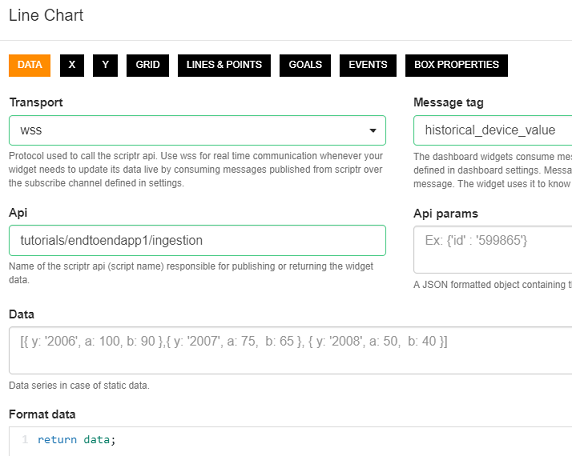 Line Chart
DATA X Y GRID LINES & POINTS GOALS EVENTS BOX PROPERTIES
Transport
wss
Protocol used to call the scriptr api. Use wss for real time communication whenever your
widget needs to update its data live by consuming messages published from scriptr over
the subscribe channel defined in settings.
Message tag
historical_device_value
The dashboard widgets consume mes
defined in dashboard settings. Messa
message. The widget uses it to know
Api
tutorials/endtoendapp1/ingestion
Name of the scriptr api (script name) responsible for publishing or returning the widget
data.
Api params
Ex: {'id' : '599865'}
A JSON formatted object containing t
Data
[{ y: '2006', a: 100, b: 90 },{ y: '2007', a: 75,  b: 65 }, { y: '2008', a: 50,  b: 40 }]
Data series in case of static data.
Format data
1 return data;